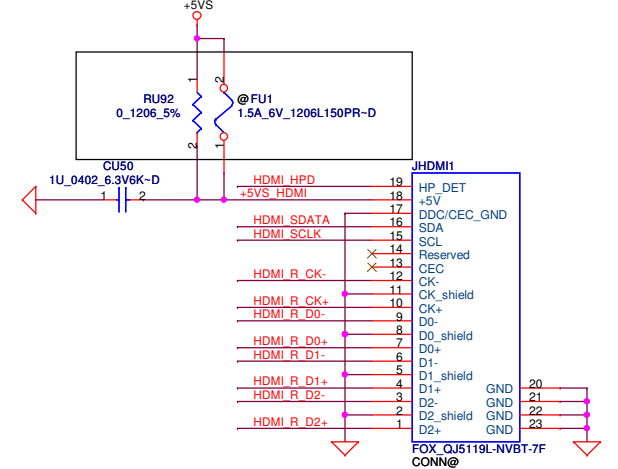 +5VS
RU92
0_1206_5%
1
2
2
1
@FU1
1.5A_6V_1206L150PR~D
CU50
1U_0402_6.3V6K~D
1
2
JHDMI1
HDMI_HPD 19 HP_DET
+5VS_HDMI 18 +5V
17 DDC/CEC_GND
HDMI_SDATA 16 SDA
HDMI_SCLK 15 SCL
14 Reserved
13 CEC
HDMI_R_CK- 12 CK-
11 CK_shield
HDMI_R_CK+ 10 CK+
HDMI_R_D0- 9 D0-
8 D0_shield
HDMI_R_D0+ 7 D0+
HDMI_R_D1- 6 D1-
5 D1_shield
HDMI_R_D1+ 4 D1+ GND 20
HDMI_R_D2- 3 D2- GND 21
2 D2_shield GND 22
HDMI_R_D2+ 1 D2+ GND 23
FOX_QJ5119L-NVBT-7F
CONN@